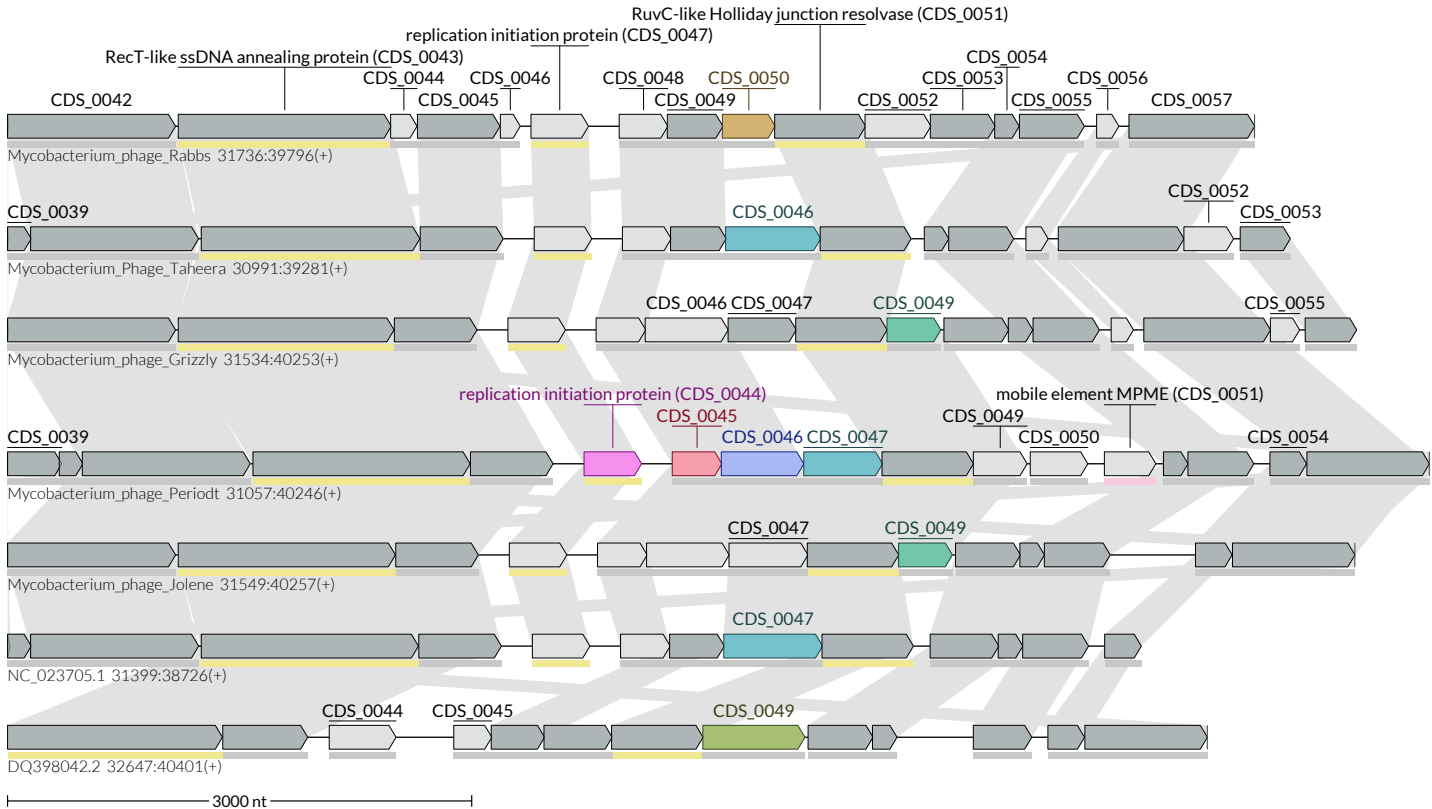 RuvC-like Holliday junction resolvase (CDS_0051)
replication initiation protein (CDS_0047)
RecT-like ssDNA annealing protein (CDS_0043)
CDS_0054
CDS_0044 CDS_0046 CDS_0048 CDS_0050 CDS_0053 CDS_0056
CDS_0042 CDS_0045 CDS_0049 CDS_0052 CDS_0055 CDS_0057
Mycobacterium_phage_Rabbs 31736:39796(+)
CDS_0052
CDS_0039 CDS_0046 CDS_0053
Mycobacterium_Phage_Taheera 30991:39281(+)
CDS_0046 CDS_0047 CDS_0049 CDS_0055
Mycobacterium_phage_Grizzly 31534:40253(+)
replication initiation protein (CDS_0044) mobile element MPME (CDS_0051)
CDS_0045 CDS_0049
CDS_0039 CDS_0046 CDS_0047 CDS_0050 CDS_0054
Mycobacterium_phage_Periodt 31057:40246(+)
CDS_0047 CDS_0049
Mycobacterium_phage_Jolene 31549:40257(+)
CDS_0047
NC_023705.1 31399:38726(+)
CDS_0044 CDS_0045 CDS_0049
DQ398042.2 32647:40401(+)
3000 nt